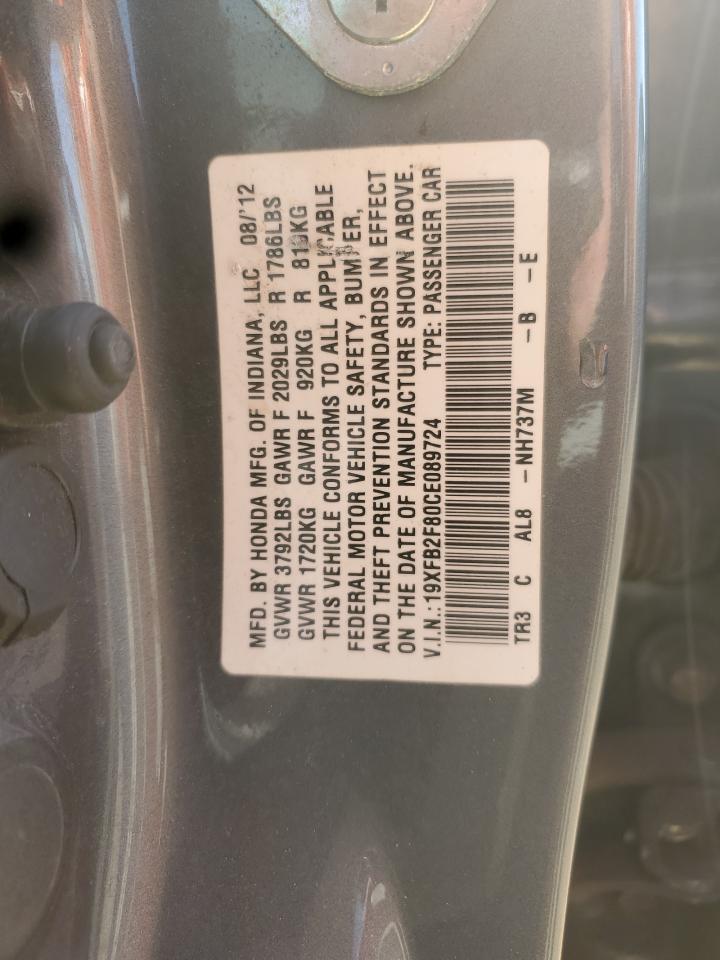 MFD. BY HONDA MFG. OF INDIANA, LLC 08/'12
GVWR 3792LBS GAWR F 2029LBS R 1786LBS
GVWR 1720KG GAWR F 920KG R 810KG
THIS VEHICLE CONFORMS TO ALL APPLICABLE
FEDERAL MOTOR VEHICLE SAFETY, BUMPER,
AND THEFT PREVENTION STANDARDS IN EFFECT
ON THE DATE OF MANUFACTURE SHOWN ABOVE.
V.I.N.:19XFB2F80CE089724 TYPE: PASSENGER CAR
TR3 C AL8 -NH737M -B -E